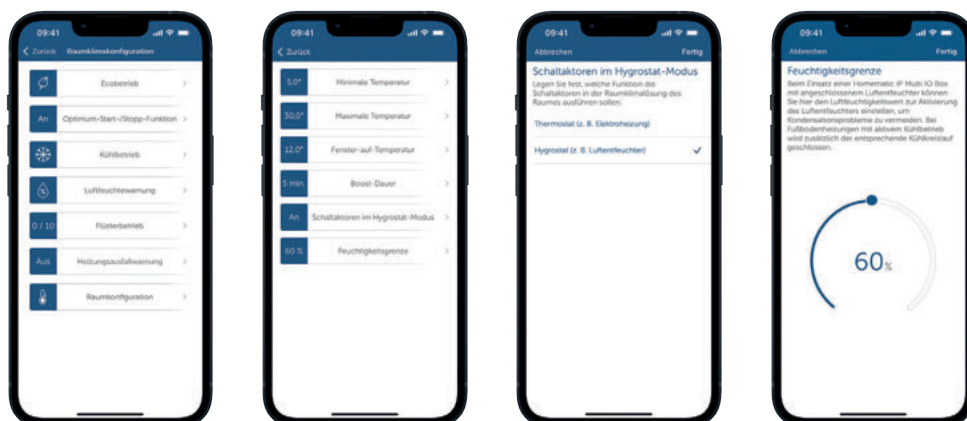 09:41
Zurück Raumklimakonfiguration
Ecobetrieb
An Optimum-Start-/Stopp-Funktion
Kühlbetrieb
% Luftfeuchtewarnung
0 / 10 Flüsterbetrieb
Aus Heizungsausfallwarnung
Raumkonfiguration
09:41
Zurück
5,0° Minimale Temperatur
30,0° Maximale Temperatur
12,0° Fenster-auf-Temperatur
5 min Boost-Dauer
An Schaltaktoren im Hygrostat-Modus
60 % Feuchtigkeitsgrenze
09:41
Abbrechen Fertig
Schaltaktoren im Hygrostat-Modus
Legen Sie fest, welche Funktion die
Schaltaktoren in der Raumklimalösung des
Raumes ausführen sollen.
Thermostat (z. B. Elektroheizung)
Hygrostat (z. B. Luftentfeuchter)
09:41
Abbrechen Fertig
Feuchtigkeitsgrenze
Beim Einsatz einer Homematic IP Multi IO Box
mit angeschlossenem Luftentfeuchter können
Sie hier den Luftfeuchtigkeitswert zur Aktivierung
des Luftentfeuchters einstellen, um
Kondensationsprobleme zu vermeiden. Bei
Fußbodenheizungen mit aktivem Kühlbetrieb
wird zusätzlich der entsprechende Kühlkreislauf
geschlossen.
60 %